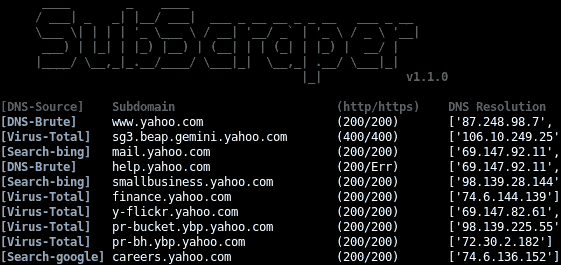 SubScraper
v1.1.0
[DNS-Source] Subdomain (http/https) DNS Resolution
[DNS-Brute] www.yahoo.com (200/200) ['87.248.98.7',
[Virus-Total] sg3.beap.gemini.yahoo.com (400/400) ['106.10.249.25'
[Search-bing] mail.yahoo.com (200/200) ['69.147.92.11',
[DNS-Brute] help.yahoo.com (200/Err) ['69.147.92.11',
[Search-bing] smallbusiness.yahoo.com (200/200) ['98.139.28.144'
[Virus-Total] finance.yahoo.com (200/200) ['74.6.144.139']
[Virus-Total] y-flickr.yahoo.com (200/200) ['69.147.82.61',
[Virus-Total] pr-bucket.ybp.yahoo.com (200/200) ['98.139.225.55'
[Virus-Total] pr-bh.ybp.yahoo.com (200/200) ['72.30.2.182']
[Search-google] careers.yahoo.com (200/200) ['74.6.136.152']